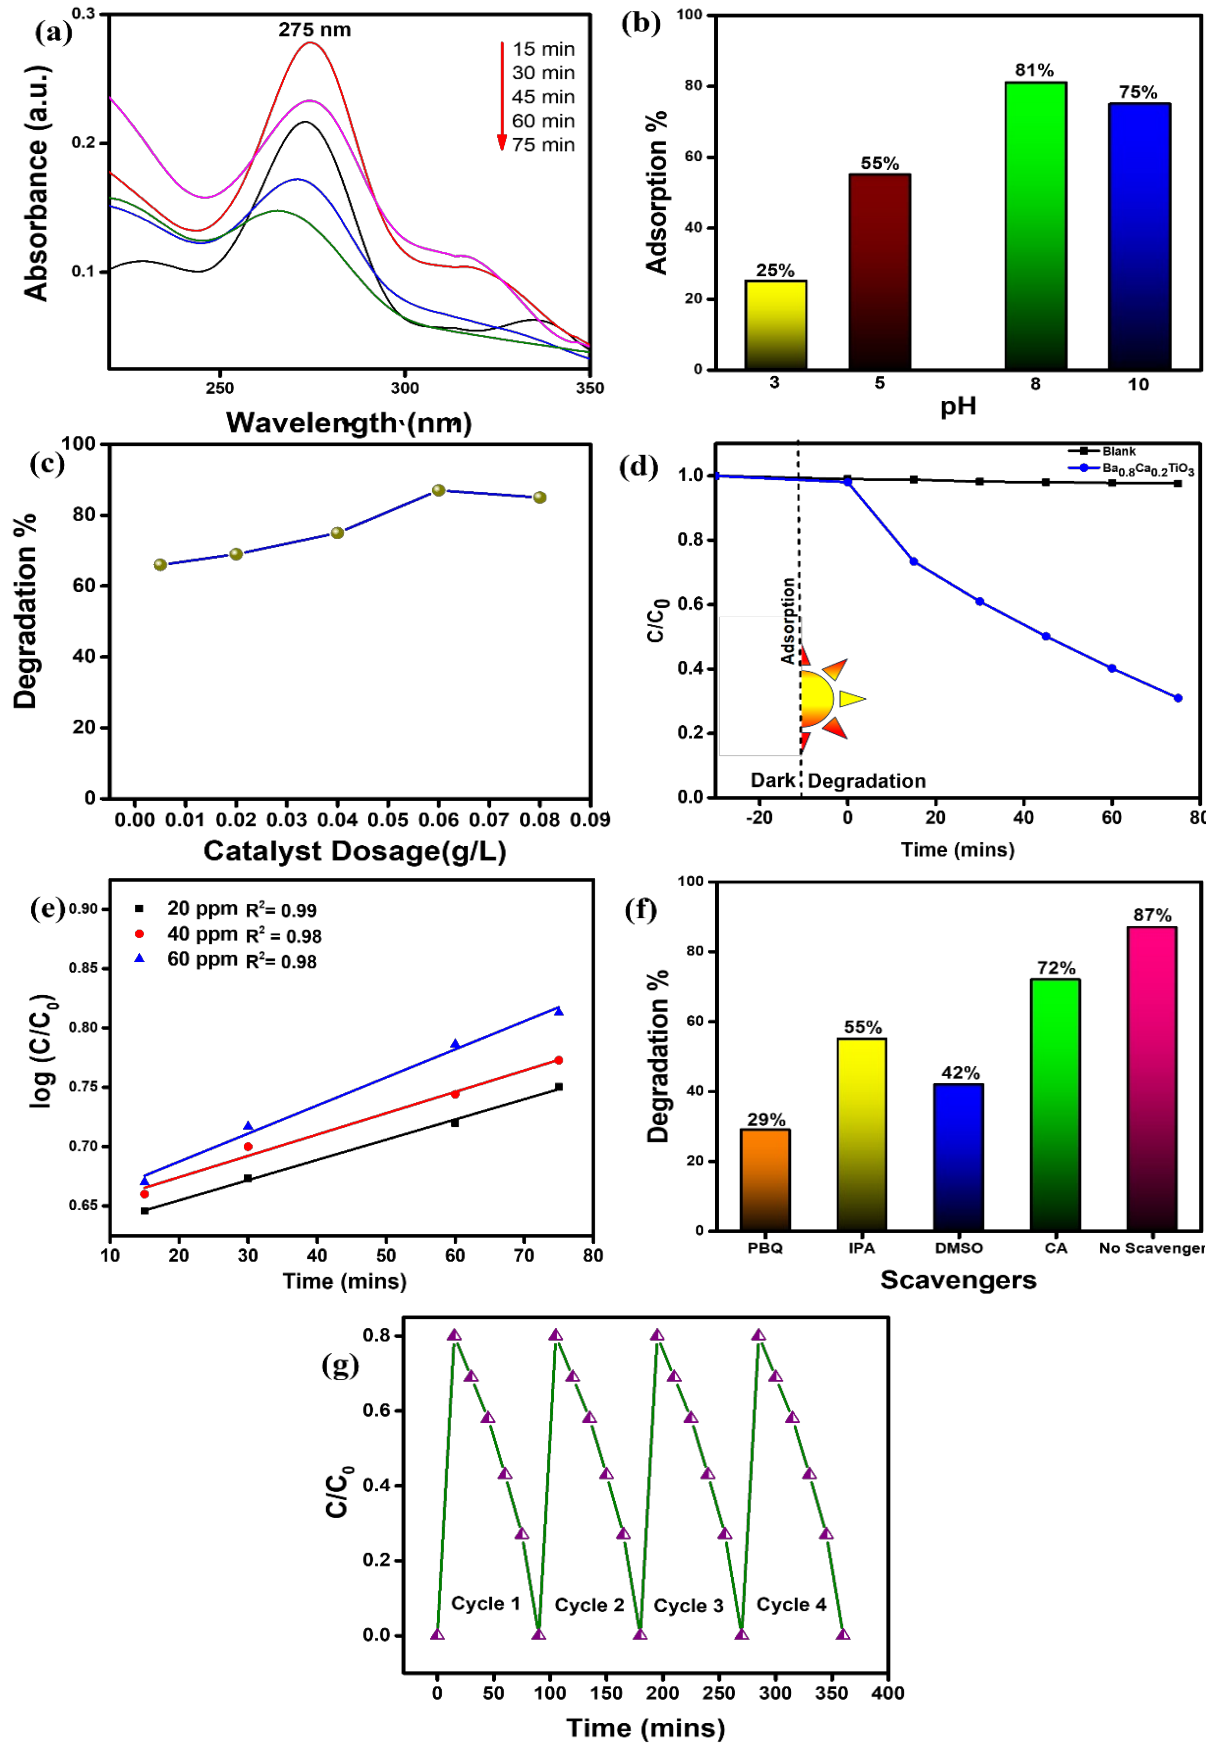 (a)
0.3
0.2
0.1
Absorbance (a.u.)
275 nm
15 min
30 min
45 min
60 min
75 min
250
300
350
Wavelength (nm)
(b)
100
80
60
40
20
0
Adsorption %
25%
55%
81%
75%
3
5
8
10
pH
(c)
100
80
60
40
20
0
Degradation %
0.00 0.01 0.02 0.03 0.04 0.05 0.06 0.07 0.08 0.09
Catalyst Dosage(g/L)
(d)
1.0
0.8
0.6
0.4
0.2
0.0
C/C0
Blank
Ba0.8Ca0.2TiO3
Adsorption
Dark
Degradation
-20 0 20 40 60 80
Time (mins)
(e)
0.90
0.85
0.80
0.75
0.70
0.65
log (C/C0)
20 ppm R2= 0.99
40 ppm R2 = 0.98
60 ppm R2= 0.98
10 20 30 40 50 60 70 80
Time (mins)
(f)
100
80
60
40
20
0
Degradation %
29%
55%
42%
72%
87%
PBQ IPA DMSO CA No Scavenger
Scavengers
(g)
0.8
0.6
0.4
0.2
0.0
C/C0
Cycle 1 Cycle 2 Cycle 3 Cycle 4
0 50 100 150 200 250 300 350 400
Time (mins)